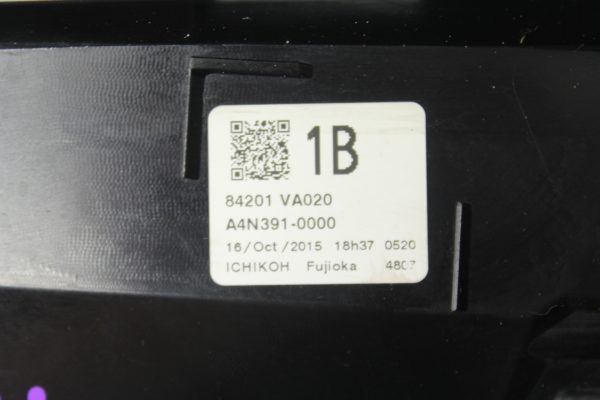 1B
84201 VA020
A4N391-0000
16/Oct/2015 18h37 0520
ICHIKOH Fujioka 4807